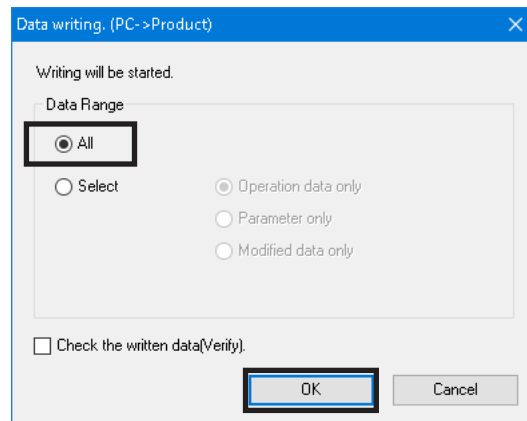 Data writing. (PC->Product)
Writing will be started.
Data Range
All
Select
Operation data only
Parameter only
Modified data only
Check the written data(Verify).
OK Cancel